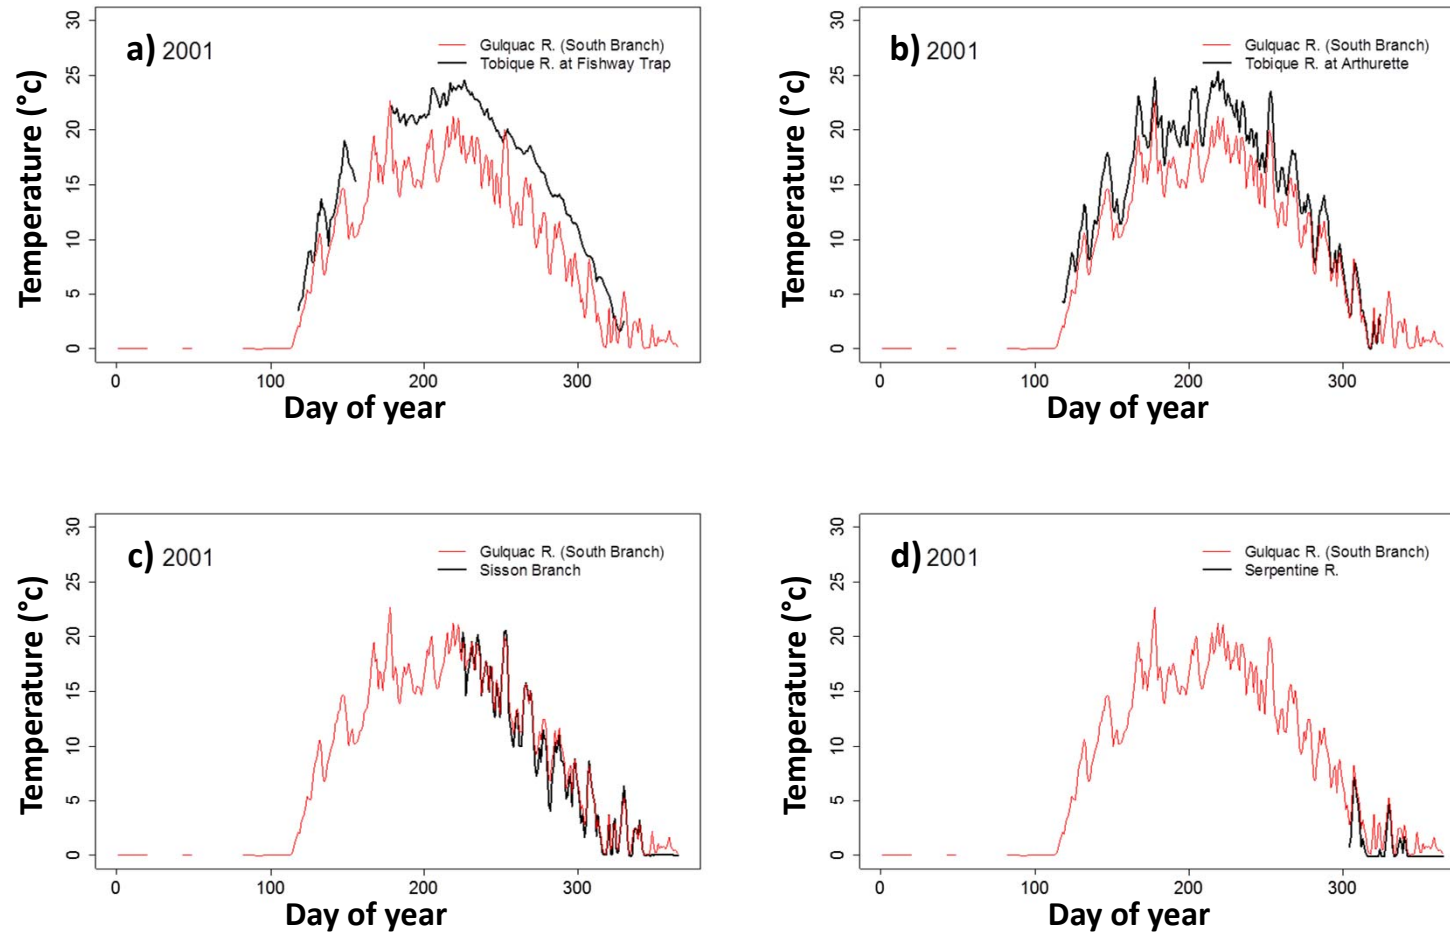 a) 2001
Gulquac R. (South Branch)
Tobique R. at Fishway Trap
Temperature (°c)
30
25
20
15
10
5
0
0 100 200 300
Day of year
b) 2001
Gulquac R. (South Branch)
Tobique R. at Arthurette
Temperature (°c)
30
25
20
15
10
5
0
0 100 200 300
Day of year
c) 2001
Gulquac R. (South Branch)
Sisson Branch
Temperature (°c)
30
25
20
15
10
5
0
0 100 200 300
Day of year
d) 2001
Gulquac R. (South Branch)
Serpentine R.
Temperature (°c)
30
25
20
15
10
5
0
0 100 200 300
Day of year